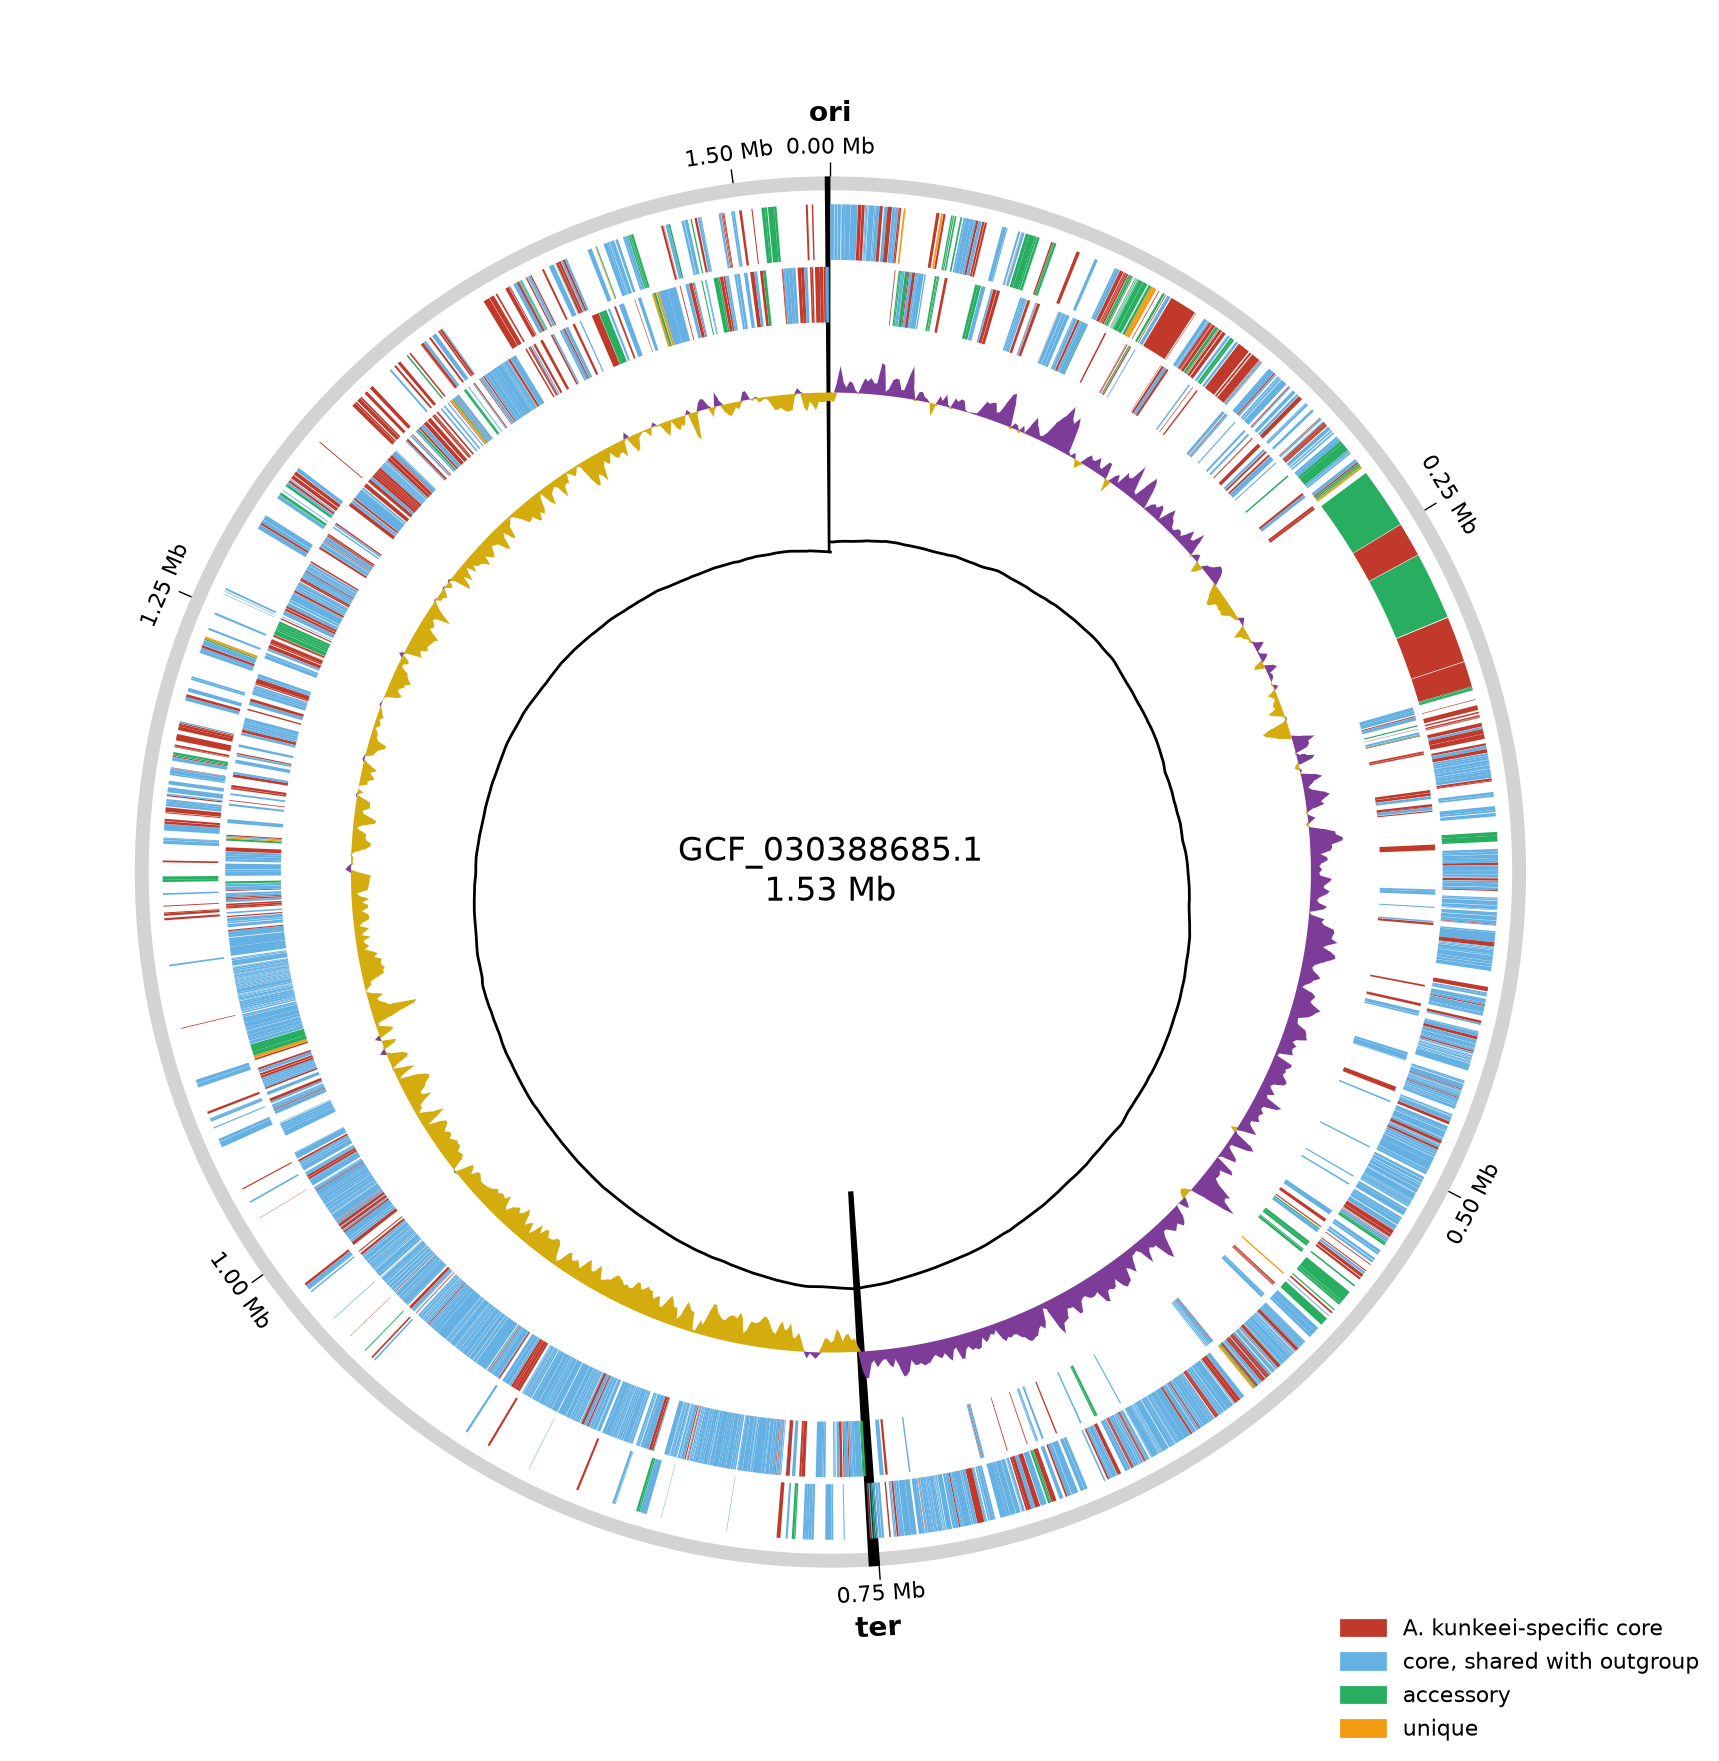 ori
1.50 Mb
0.00 Mb
0.25 Mb
1.25 Mb
GCF_030388685.1
1.53 Mb
0.50 Mb
1.00 Mb
0.75 Mb
ter
A. kunkeei-specific core
core, shared with outgroup
accessory
unique